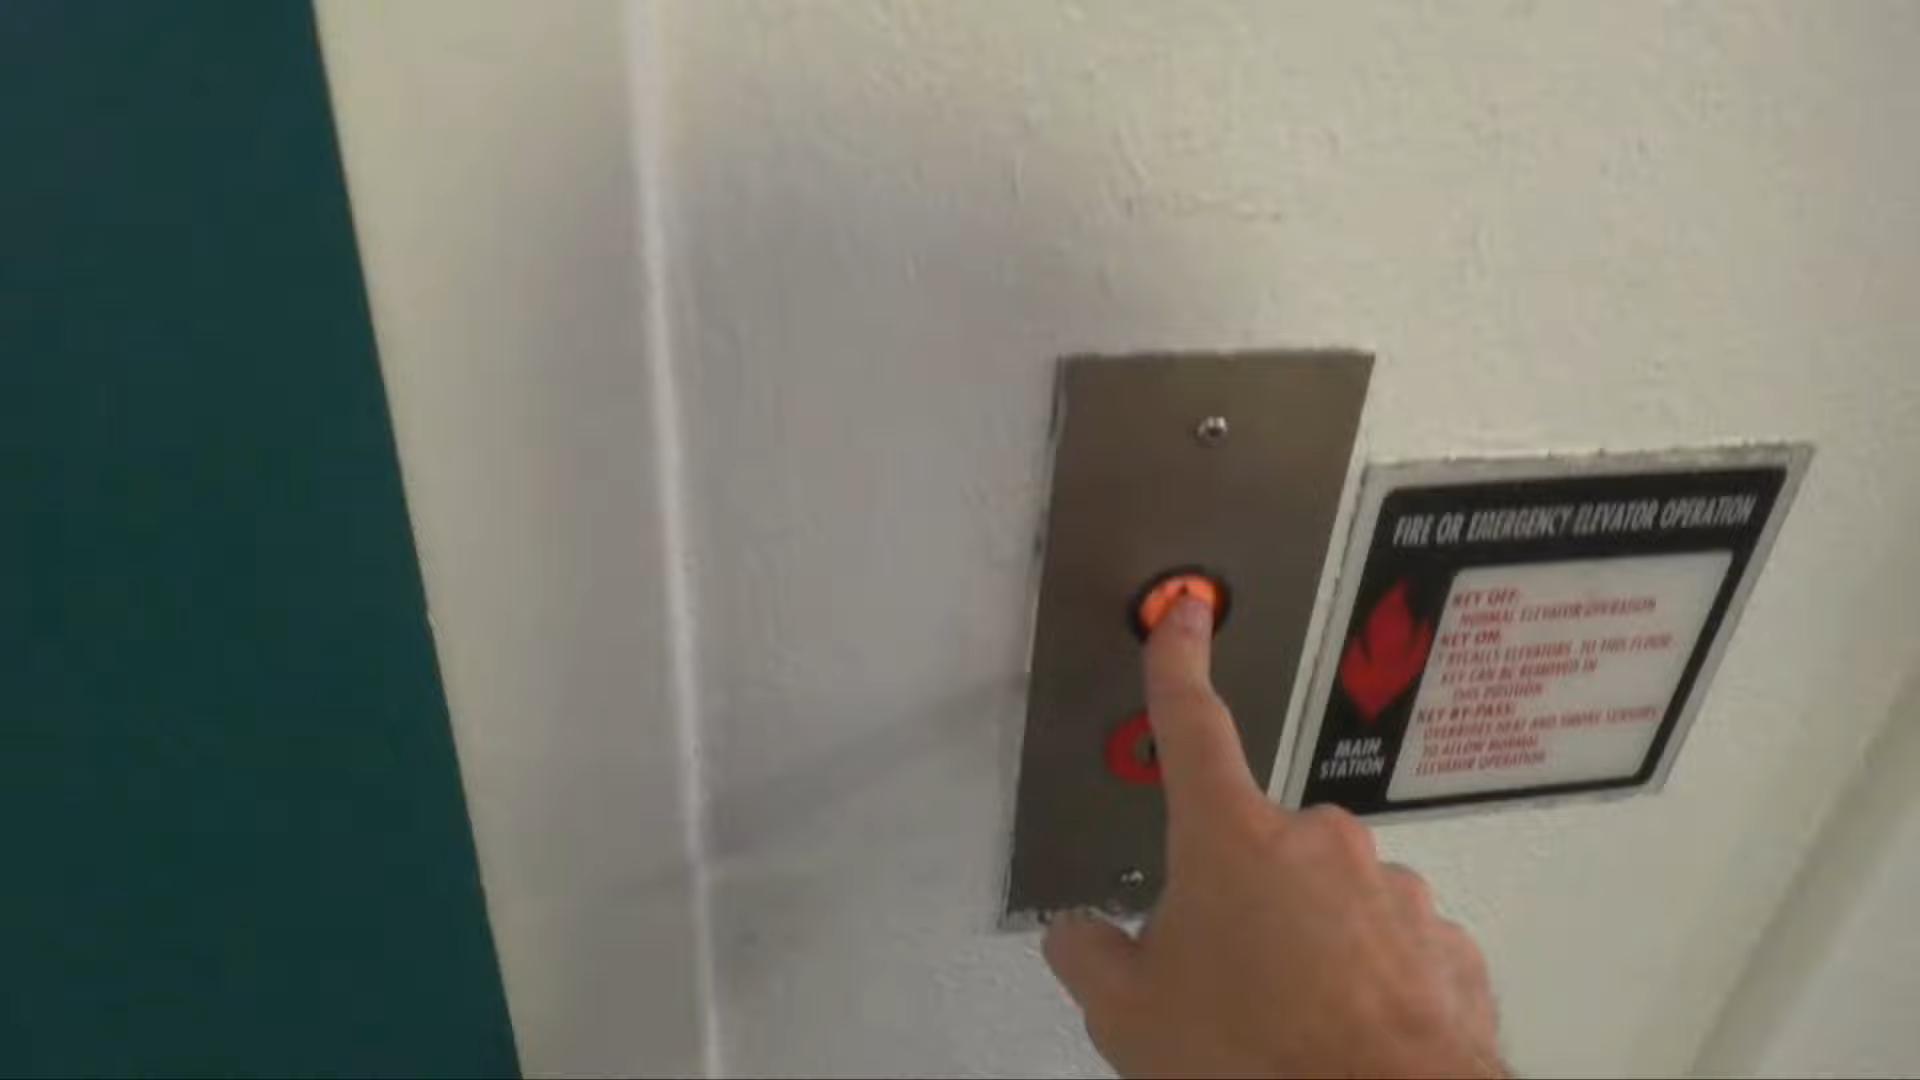 FIRE OR EMERGENCY ELEVATOR OPERATION
KEY OFF:
NORMAL ELEVATOR OPERATION
KEY ON:
RECALLS ELEVATORS TO THIS FLOOR.
KEY CAN BE REMOVED IN
THIS POSITION
KEY BY-PASS:
OVERRIDES HEAT AND SMOKE SENSORS
TO ALLOW NORMAL
ELEVATOR OPERATION
MAIN
STATION